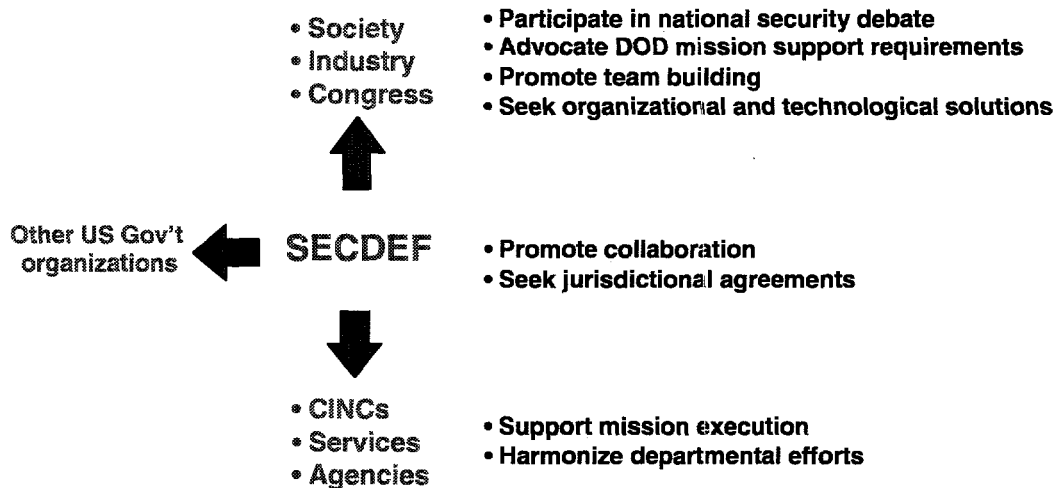 • Society
• Industry
• Congress
• Participate in national security debate
• Advocate DOD mission support requirements
• Promote team building
• Seek organizational and technological solutions
Other US Gov't
organizations
SECDEF
• Promote collaboration
• Seek jurisdictional agreements
• CINCs
• Services
• Agencies
• Support mission execution
• Harmonize departmental efforts